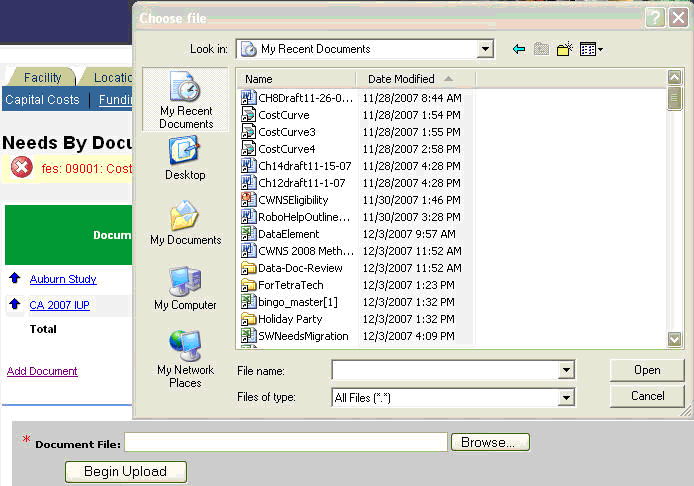 Choose file
Look in: My Recent Documents
Facility Locatio
Capital Costs Fundin
Needs By Docu
fes: 09001: Cost
Docum
Auburn Study
CA 2007 IUP
Total
Add Document
My Recent Documents
Desktop
My Documents
My Computer
My Network Places
Name Date Modified
CH8Draft11-26-0... 11/28/2007 8:44 AM
CostCurve 11/28/2007 1:54 PM
CostCurve3 11/28/2007 1:55 PM
CostCurve4 11/28/2007 2:58 PM
Ch14draft11-15-07 11/28/2007 4:28 PM
Ch12draft11-1-07 11/28/2007 4:28 PM
CWNSEligibility 11/30/2007 1:46 PM
RoboHelpOutline... 11/30/2007 3:28 PM
DataElement 12/3/2007 9:57 AM
CWNS 2008 Meth... 12/3/2007 11:52 AM
Data-Doc-Review 12/3/2007 11:52 AM
ForTetraTech 12/3/2007 1:23 PM
bingo_master[1] 12/3/2007 1:32 PM
Holiday Party 12/3/2007 1:32 PM
SWNeedsMigration 12/3/2007 4:09 PM
File name: Open
Files of type: All Files (*.*) Cancel
* Document File: Browse...
Begin Upload